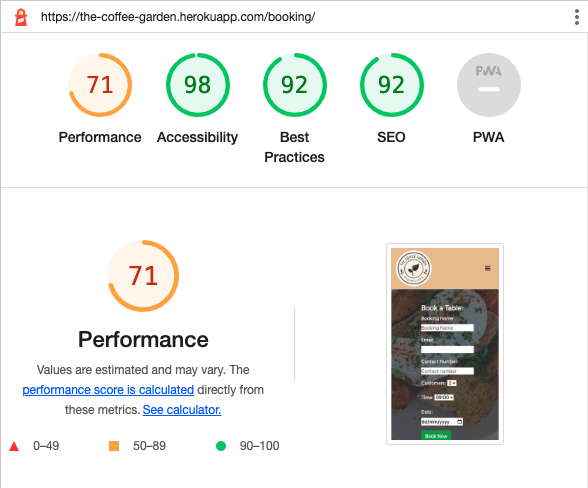 https://the-coffee-garden.herokuapp.com/booking/
71
98
92
92
PWA
Performance
Accessibility
Best
Practices
SEO
PWA
71
Performance
Values are estimated and may vary. The
performance score is calculated directly
from these metrics. See calculator.
0–49
50–89
90–100
THE COFFEE GARDEN
Book a Table:
Booking Name:
Booking Name
Email:
Contact Number:
Contact number
Customers: 2
Time: 09:00
Date:
dd/mm/yyyy
Book Now